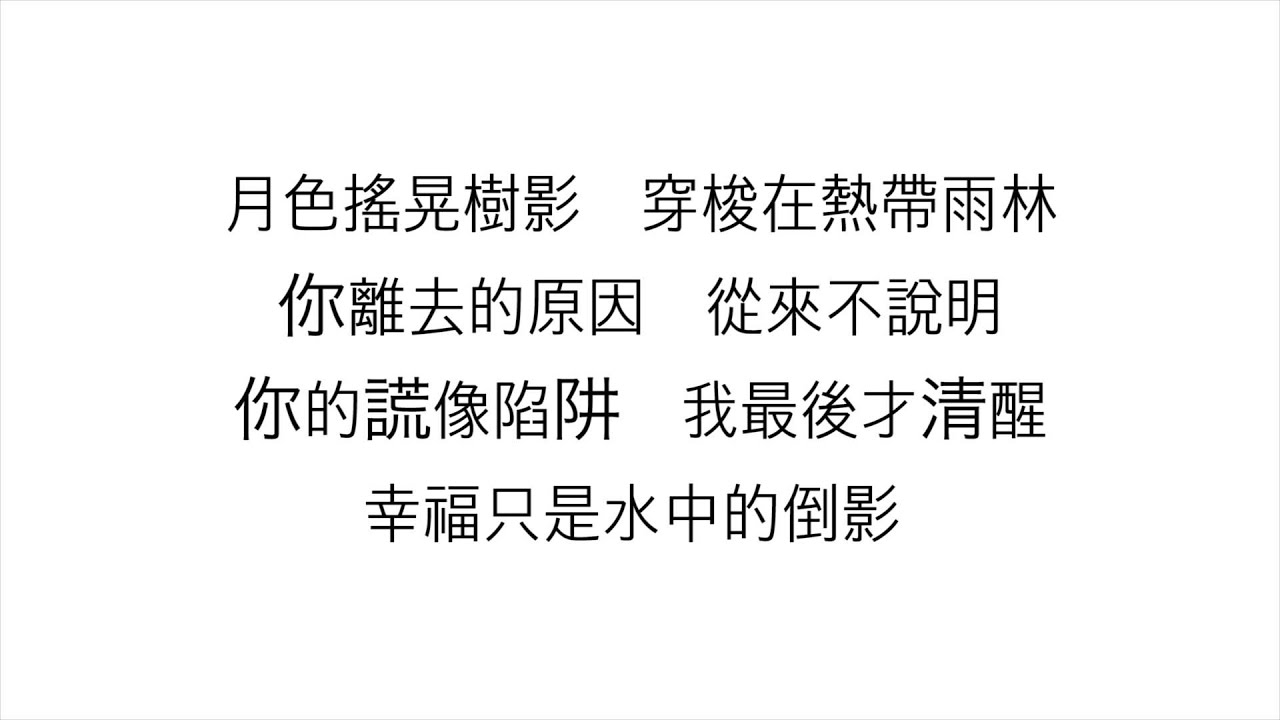 月色搖晃樹影　穿梭在熱帶雨林
你離去的原因　從來不說明
你的謊像陷阱　我最後才清醒
幸福只是水中的倒影